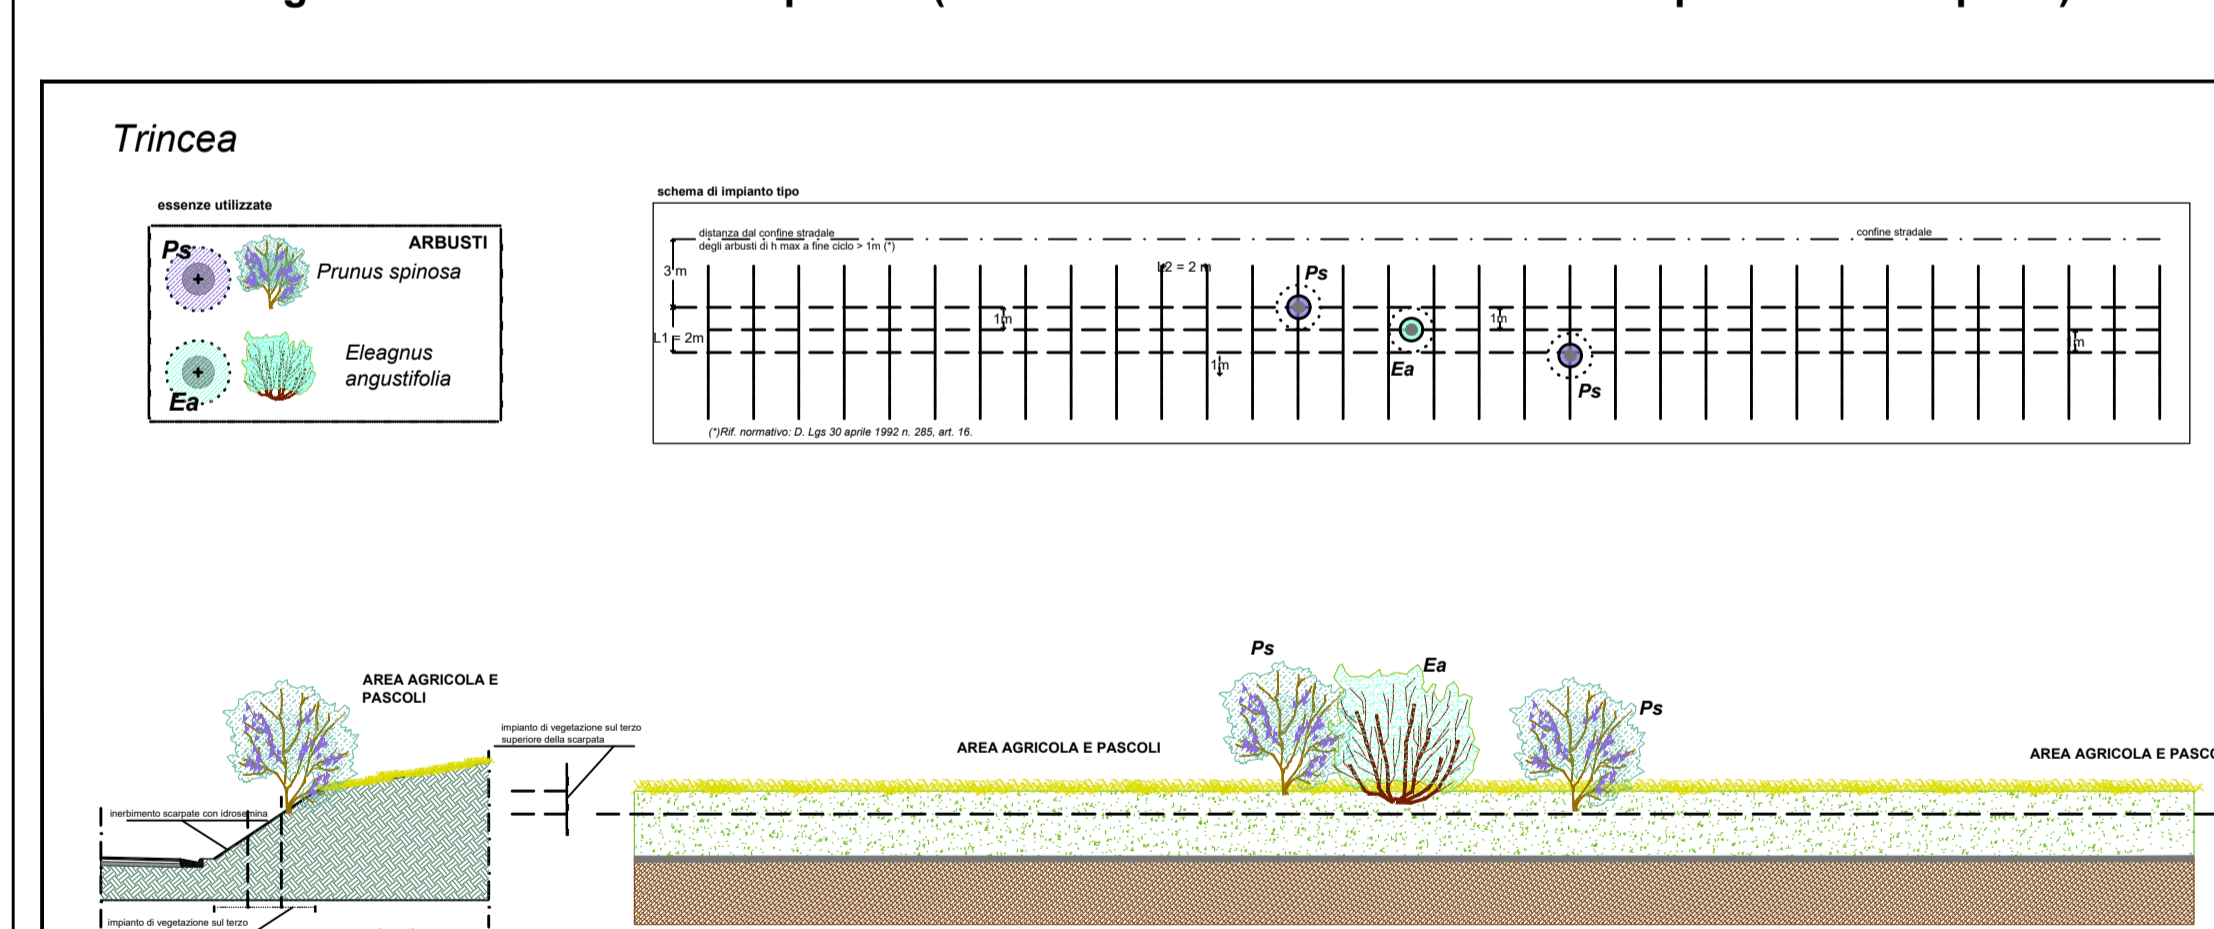 Trincea
essenze utilizzate
Ps
ARBUSTI
Prunus spinosa
Eleagnus
angustifolia
Ea
schema di impianto tipo
distanza dal confine stradale
degli arbusti di h max a fine ciclo > 1m (*)
confine stradale
3 m
L2 = 2 m
Ps
1m
1m
L1 = 2m
1m
1m
Ea
Ps
(*)Rif. normativo: D. Lgs 30 aprile 1992 n. 285, art. 16.
Ps
Ea
Ps
AREA AGRICOLA E
PASCOLI
impianto di vegetazione sul terzo
superiore della scarpata
AREA AGRICOLA E PASCOLI
AREA AGRICOLA E PASCO
inerbimento scarpate con idrosemina
impianto di vegetazione sul terzo